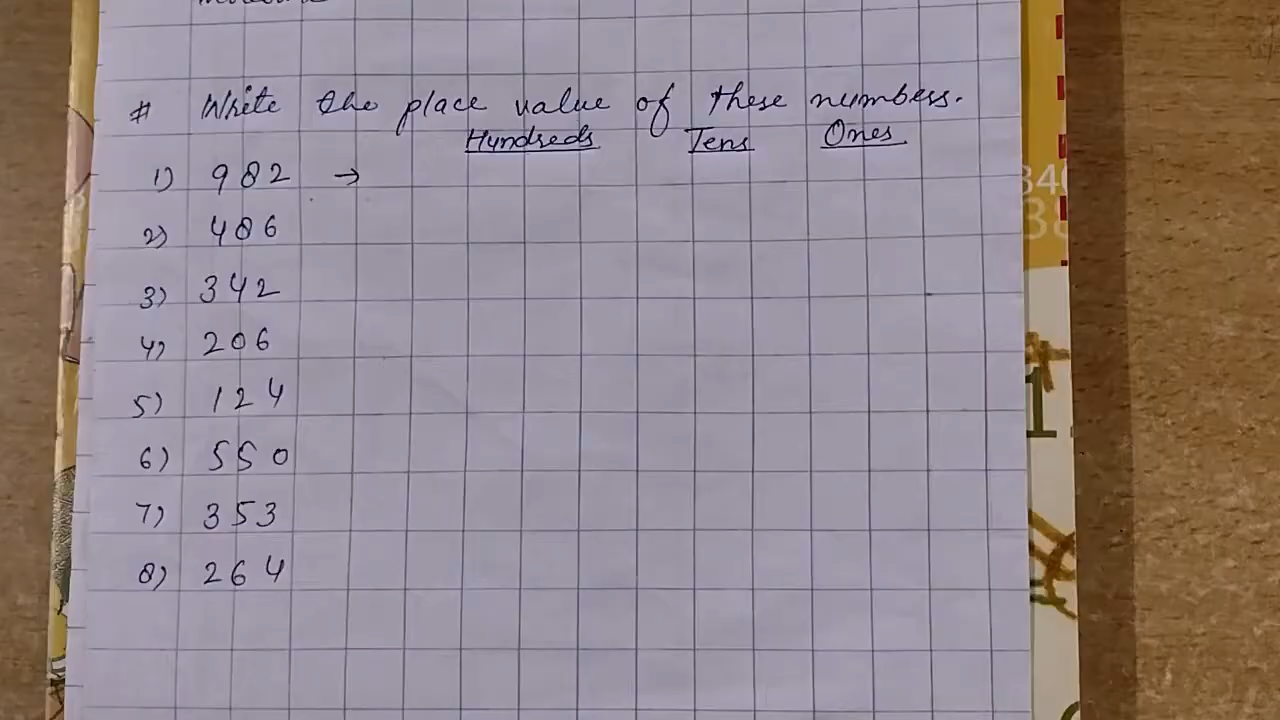 # Write the place value of these numbers.
Hundreds Tens Ones
1) 982 →
2) 486
3) 342
4) 206
5) 124
6) 550
7) 353
8) 264